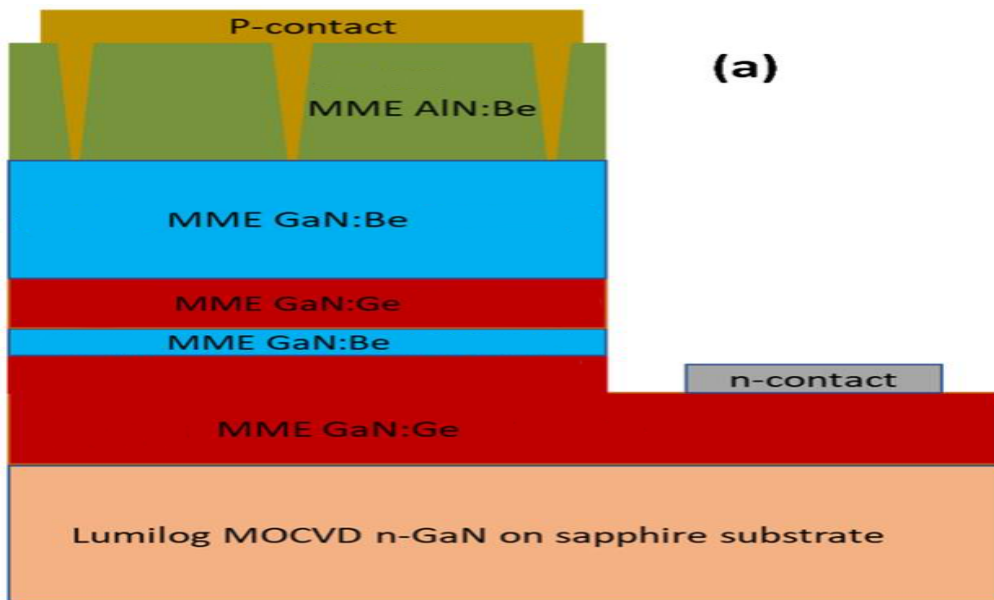 P-contact
(a)
MME AlN:Be
MME GaN:Be
MME GaN:Ge
MME GaN:Be
n-contact
MME GaN:Ge
Lumilog MOCVD n-GaN on sapphire substrate